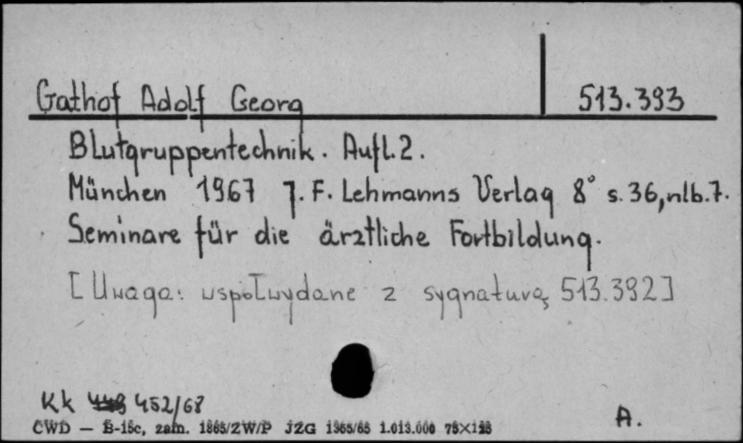 Gathof Adolf Georg 513.393
Blutgruppentechnik. Aufl. 2.
München 1967 J. F. Lehmanns Verlag 8° s. 36, nlb. 7.
Seminare für die ärztliche Fortbildung.
[Uwaga: współwydane z sygnaturą 513.392]
Kk 452/68
A.
CWD — B-15c, zam. 1865/ZW/P JZG 1365/65 1.013.000 75×125